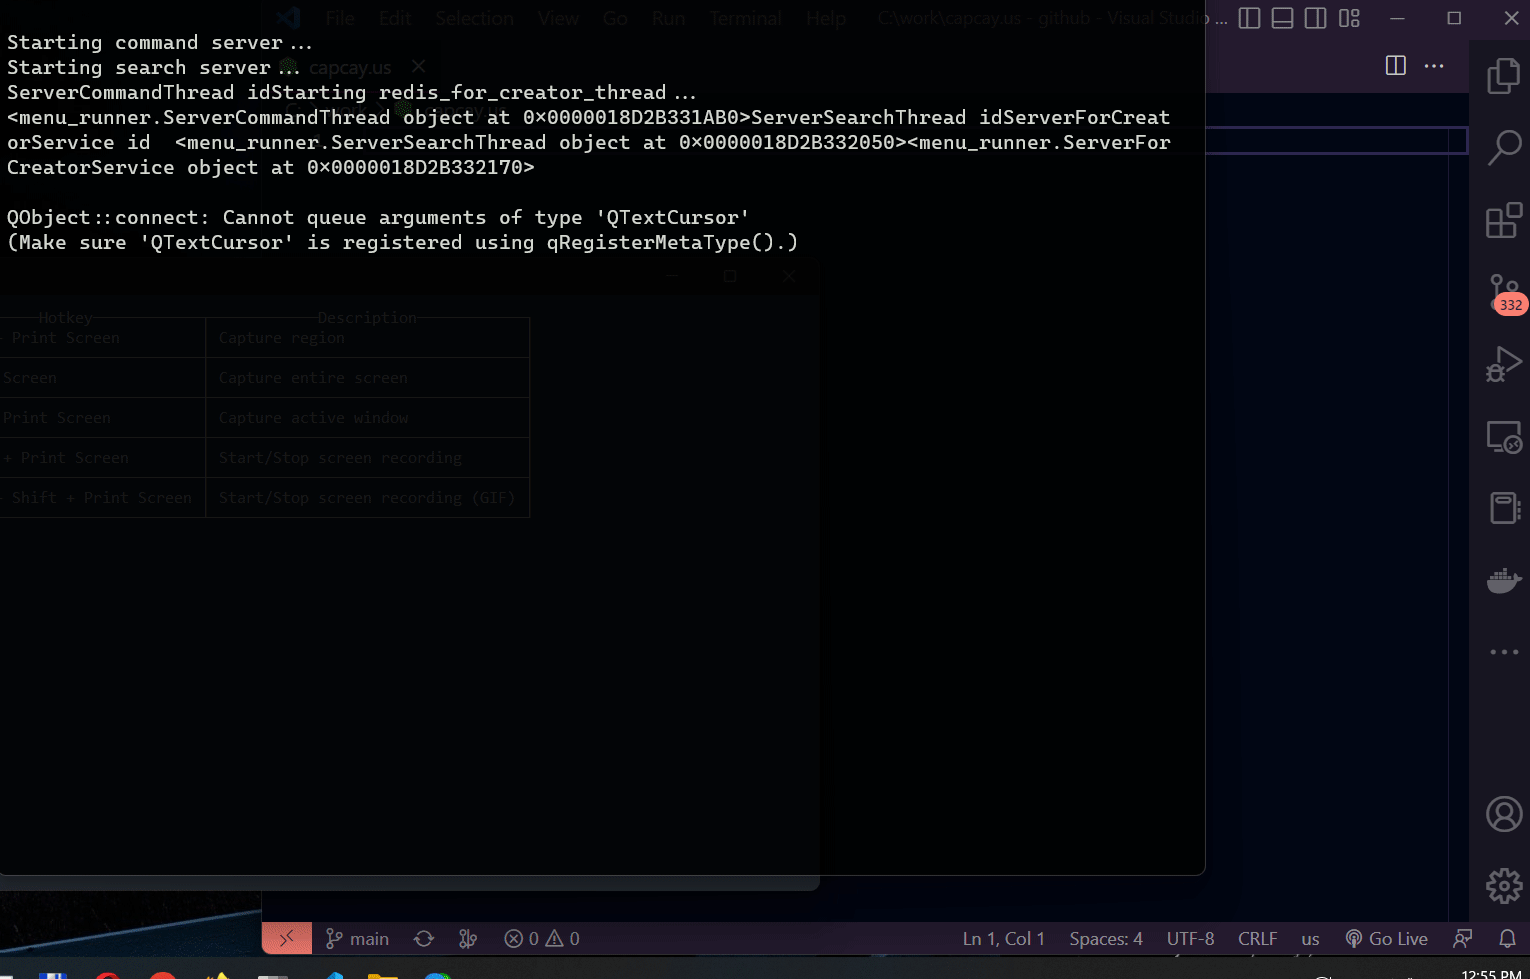 File Edit Selection View Go Run Terminal Help C:\work\capcay.us - github - Visual Studio ...
Starting command server...
Starting search server...
capcay.us
ServerCommandThread idStarting redis_for_creator_thread...
<menu_runner.ServerCommandThread object at 0x0000018D2B331AB0>ServerSearchThread idServerForCreat
orService id  <menu_runner.ServerSearchThread object at 0x0000018D2B332050><menu_runner.ServerFor
CreatorService object at 0x0000018D2B332170>
QObject::connect: Cannot queue arguments of type 'QTextCursor'
(Make sure 'QTextCursor' is registered using qRegisterMetaType().)
332
Hotkey Description
Print Screen Capture region
Screen Capture entire screen
Print Screen Capture active window
+ Print Screen Start/Stop screen recording
Shift + Print Screen Start/Stop screen recording (GIF)
main 0 0 Ln 1, Col 1 Spaces: 4 UTF-8 CRLF us Go Live
12:55 PM